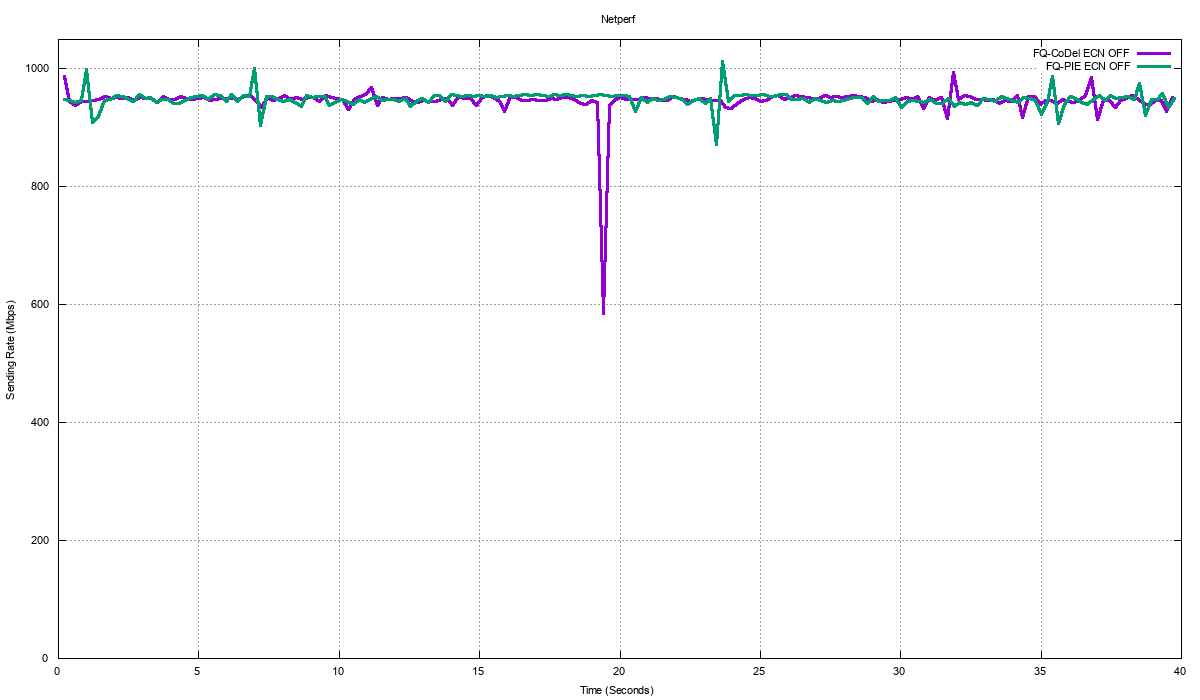 Netperf
FQ-CoDel ECN OFF
FQ-PIE ECN OFF
1000
800
600
400
200
0
Sending Rate (Mbps)
0 5 10 15 20 25 30 35 40
Time (Seconds)